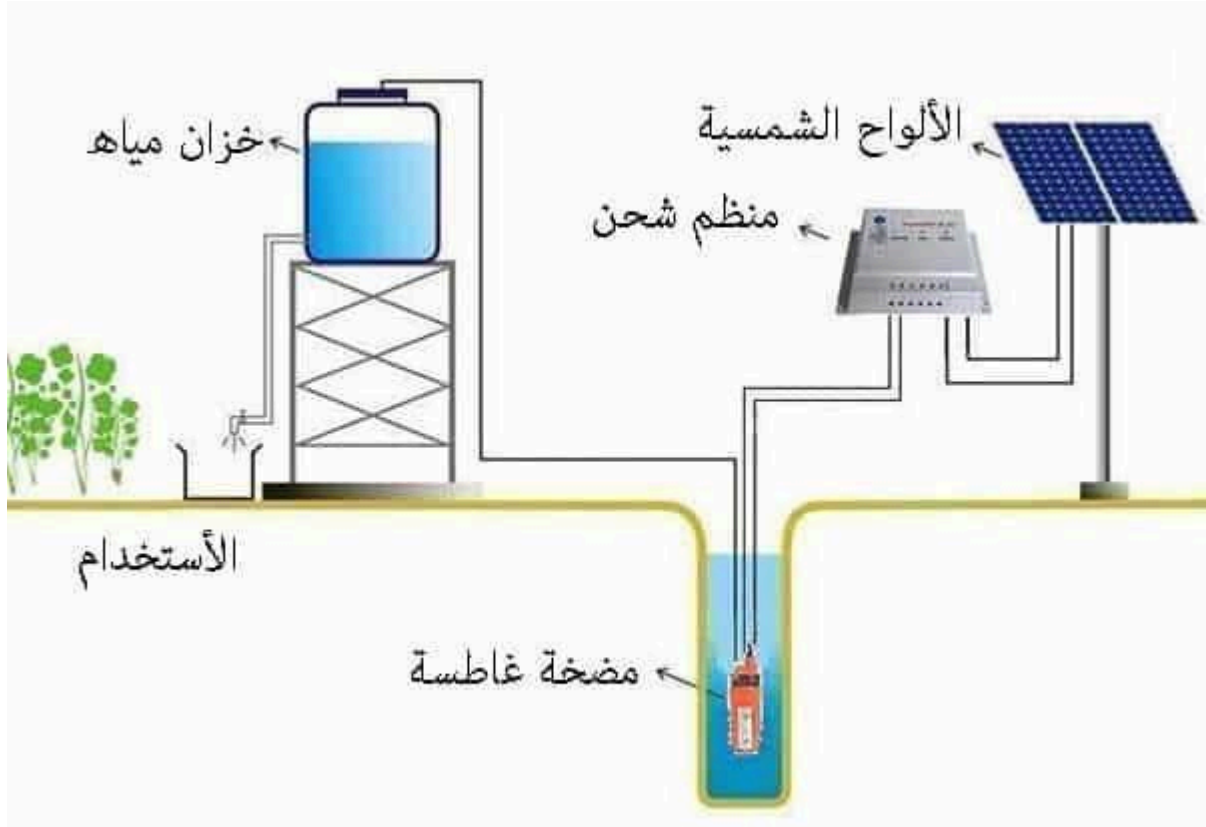 الألواح الشمسية
خزان مياه
منظم شحن
الأستخدام
مضخة غاطسة